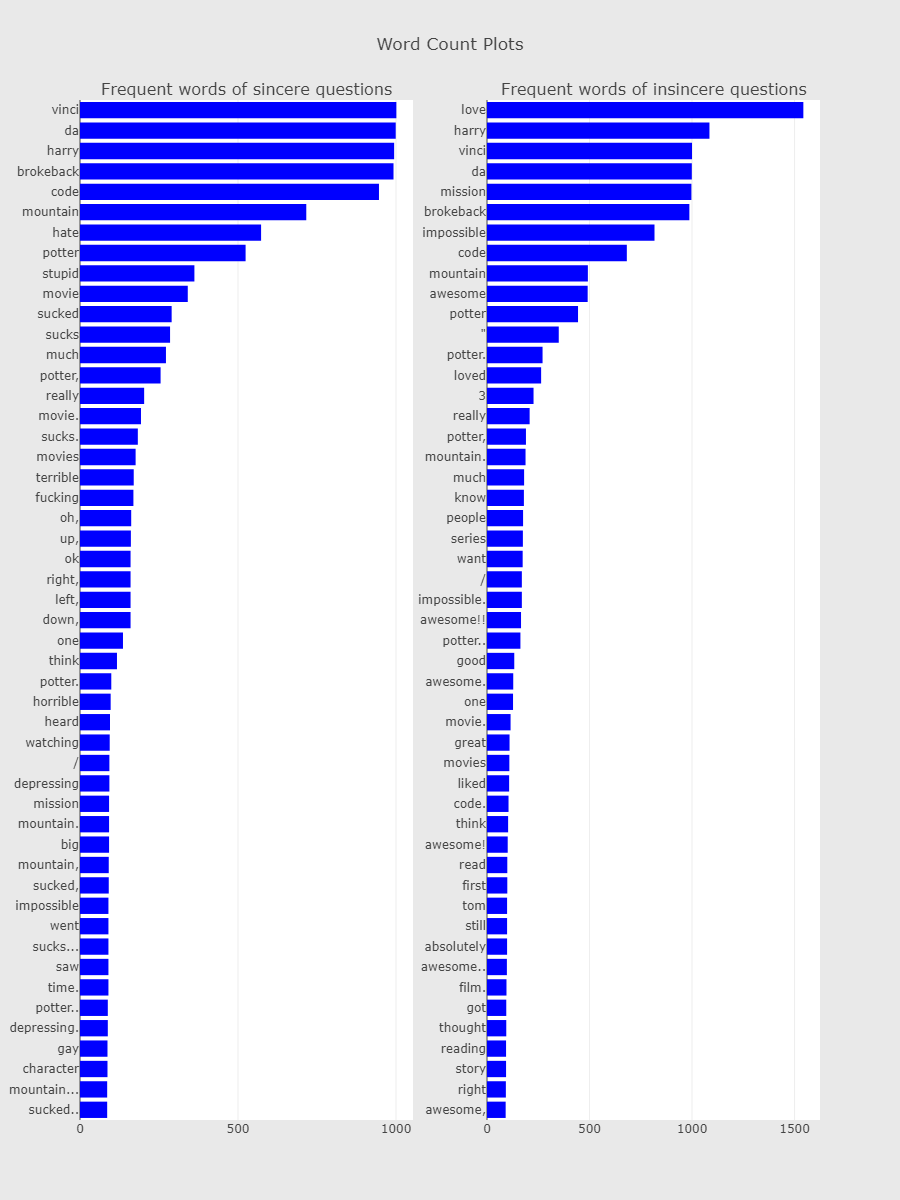 Word Count Plots
Frequent words of sincere questions
vinci
da
harry
brokeback
code
mountain
hate
potter
stupid
movie
sucked
sucks
much
potter,
really
movie.
sucks.
movies
terrible
fucking
oh,
up,
ok
right,
left,
down,
one
think
potter.
horrible
heard
watching
/
depressing
mission
mountain.
big
mountain,
sucked,
impossible
went
sucks...
saw
time.
potter..
depressing.
gay
character
mountain...
sucked..
0 500 1000
Frequent words of insincere questions
love
harry
vinci
da
mission
brokeback
impossible
code
mountain
awesome
potter
"
potter.
loved
3
really
potter,
mountain.
much
know
people
series
want
/
impossible.
awesome!!
potter..
good
awesome.
one
movie.
great
movies
liked
code.
think
awesome!
read
first
tom
still
absolutely
awesome..
film.
got
thought
reading
story
right
awesome,
0 500 1000 1500